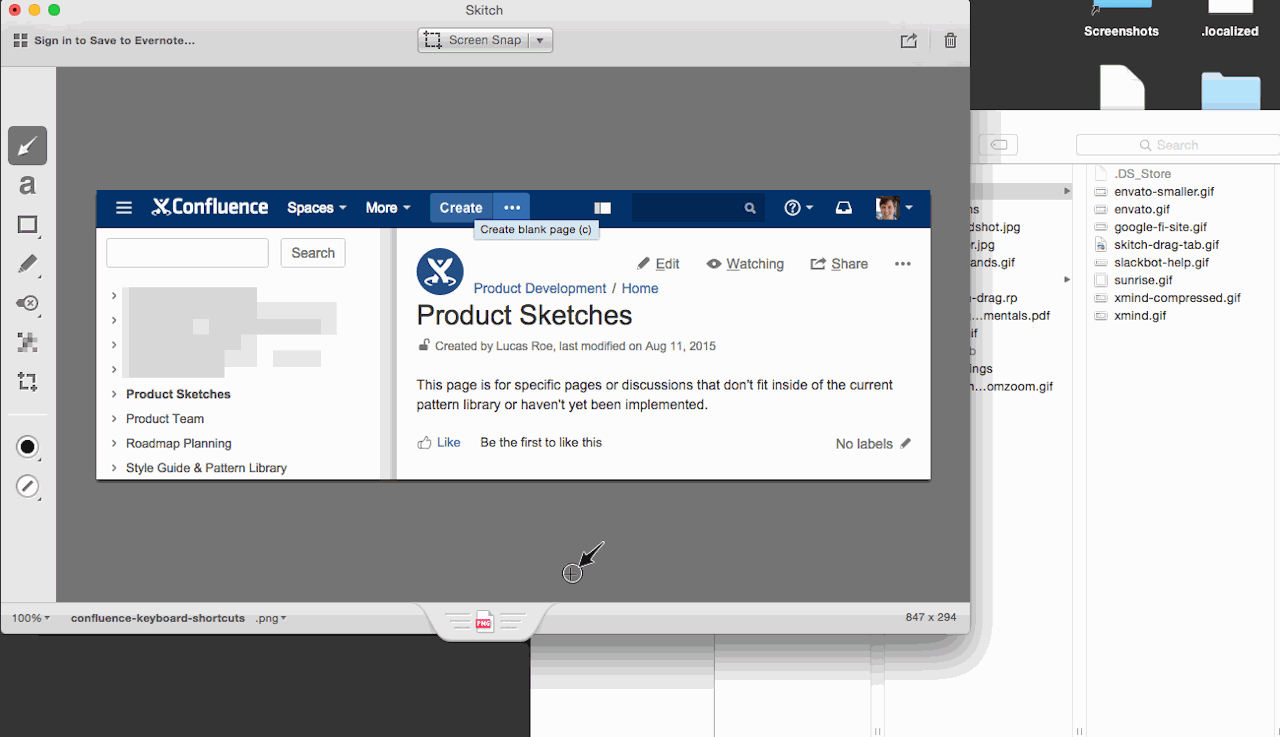 Skitch
Sign in to Save to Evernote...
Screen Snap
Screenshots
.localized
Search
a
Confluence
Spaces
More
Create
Create blank page (c)
Search
Edit
Watching
Share
Product Development / Home
Product Sketches
Created by Lucas Roe, last modified on Aug 11, 2015
This page is for specific pages or discussions that don't fit inside of the current
pattern library or haven't yet been implemented.
Like
Be the first to like this
No labels
Product Sketches
Product Team
Roadmap Planning
Style Guide & Pattern Library
100%
confluence-keyboard-shortcuts .png
PNG
847 x 294
ns
dshot.jpg
er.jpg
ands.gif
-drag.rp
...mentals.pdf
if
b
ings
...omzoom.gif
.DS_Store
envato-smaller.gif
envato.gif
google-fi-site.gif
skitch-drag-tab.gif
slackbot-help.gif
sunrise.gif
xmind-compressed.gif
xmind.gif